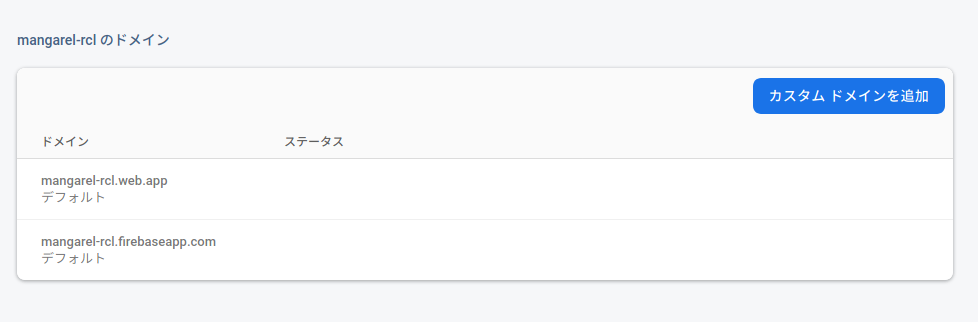 mangarel-rcl のドメイン
カスタム ドメインを追加
ドメイン ステータス
mangarel-rcl.web.app
デフォルト
mangarel-rcl.firebaseapp.com
デフォルト